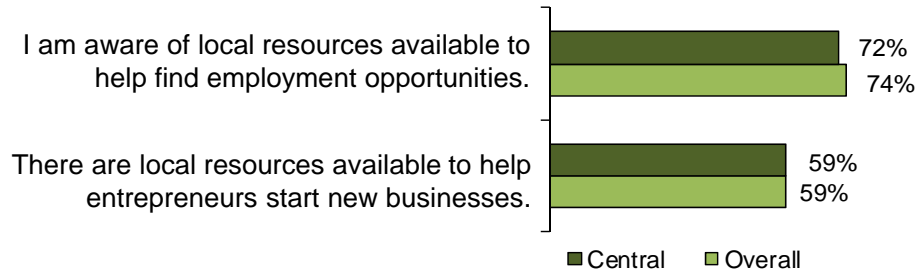 I am aware of local resources available to
help find employment opportunities.
72%
74%
There are local resources available to help
entrepreneurs start new businesses.
59%
59%
Central
Overall